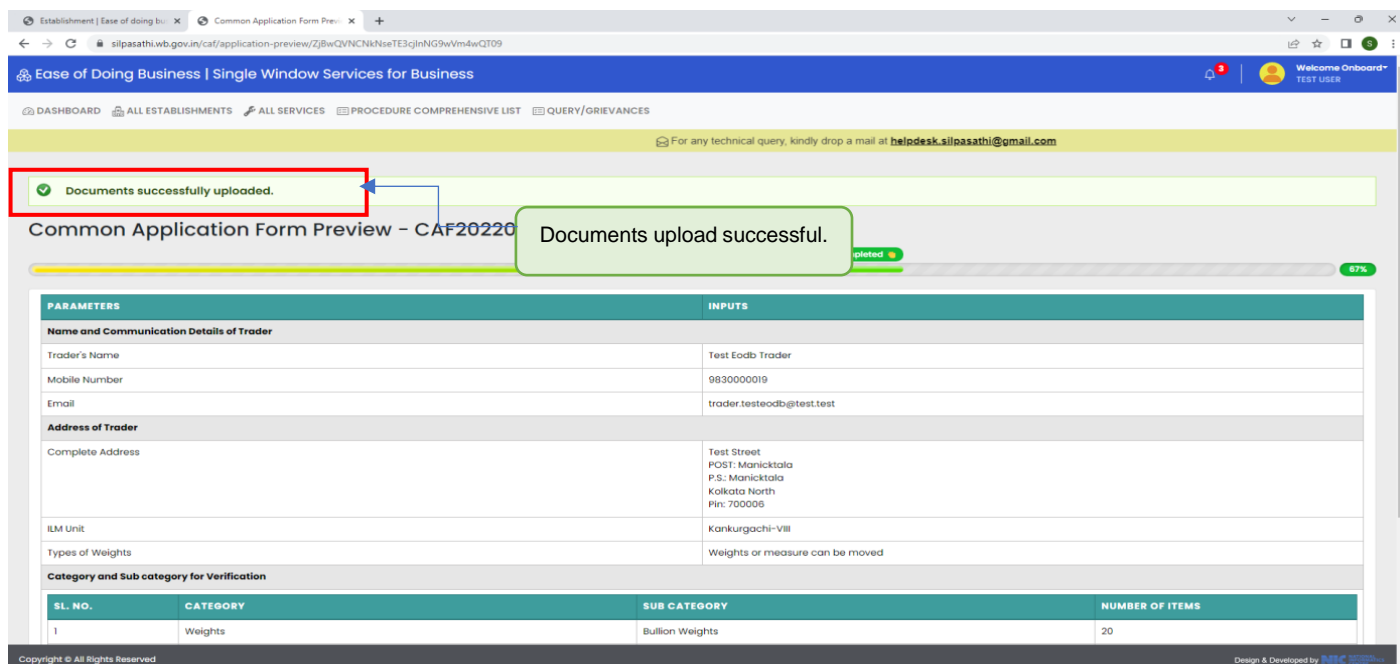 Establishment | Ease of doing bu
Common Application Form Prev
silpasathi.wb.gov.in/caf/application-preview/ZjBwQVNCNkNseTE3cjlnNG9wVm4wQT09
S
Ease of Doing Business | Single Window Services for Business
3
Welcome Onboard
TEST USER
DASHBOARD ALL ESTABLISHMENTS ALL SERVICES PROCEDURE COMPREHENSIVE LIST QUERY/GRIEVANCES
For any technical query, kindly drop a mail at helpdesk.silpasathi@gmail.com
Documents successfully uploaded.
Common Application Form Preview - CAF20220
Documents upload successful.
pleted
67%
PARAMETERS INPUTS
Name and Communication Details of Trader
Trader's Name Test Eodb Trader
Mobile Number 9830000019
Email trader.testeodb@test.test
Address of Trader
Complete Address Test Street
POST: Manicktala
P.S.: Manicktala
Kolkata North
Pin: 700006
ILM Unit Kankurgachi-VIII
Types of Weights Weights or measure can be moved
Category and Sub category for Verification
SL. NO. CATEGORY SUB CATEGORY NUMBER OF ITEMS
1 Weights Bullion Weights 20
Copyright © All Rights Reserved
Design & Developed by NIC